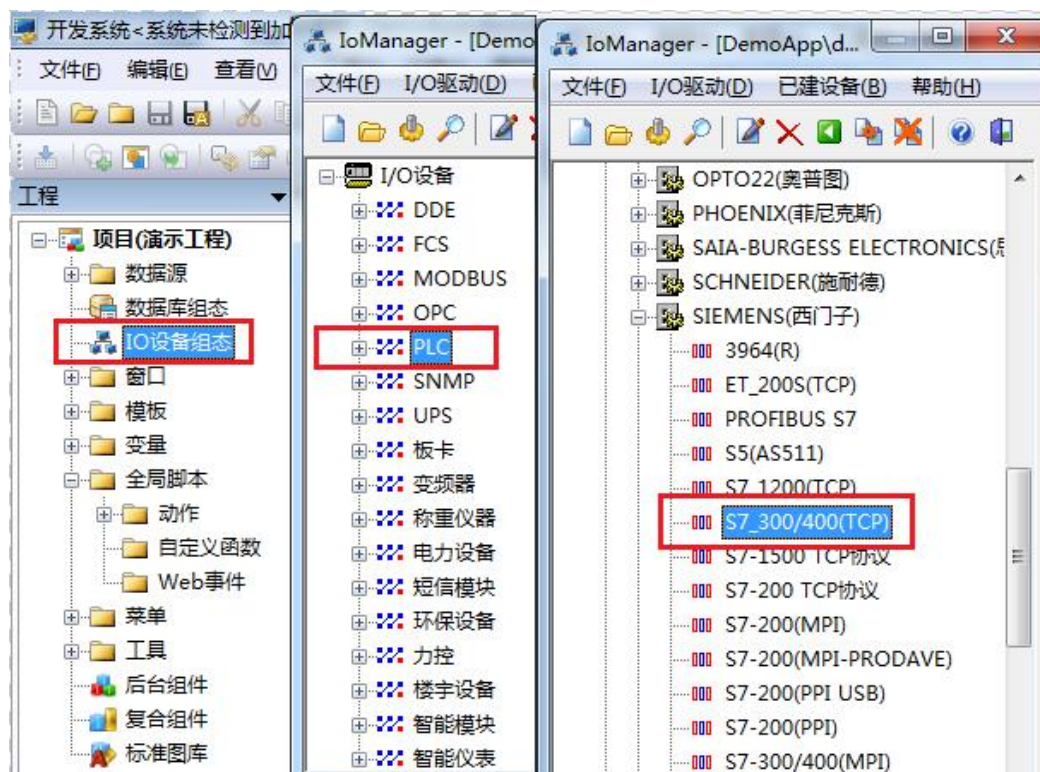 开发系统<系统未检测到加
文件(F) 编辑(E) 查看(V)
工程
项目(演示工程)
数据源
数据库组态
IO设备组态
窗口
模板
变量
全局脚本
动作
自定义函数
Web事件
菜单
工具
后台组件
复合组件
标准图库
IoManager - [Demo
文件(F) I/O驱动(D)
I/O设备
DDE
FCS
MODBUS
OPC
PLC
SNMP
UPS
板卡
变频器
称重仪器
电力设备
短信模块
环保设备
力控
楼宇设备
智能模块
智能仪表
IoManager - [DemoApp\d...
文件(F) I/O驱动(D) 已建设备(B) 帮助(H)
OPTO22(奥普图)
PHOENIX(菲尼克斯)
SAIA-BURGESS ELECTRONICS(思
SCHNEIDER(施耐德)
SIEMENS(西门子)
3964(R)
ET_200S(TCP)
PROFIBUS S7
S5(AS511)
S7_1200(TCP)
S7_300/400(TCP)
S7-1500 TCP协议
S7-200 TCP协议
S7-200(MPI)
S7-200(MPI-PRODAVE)
S7-200(PPI USB)
S7-200(PPI)
S7-300/400(MPI)